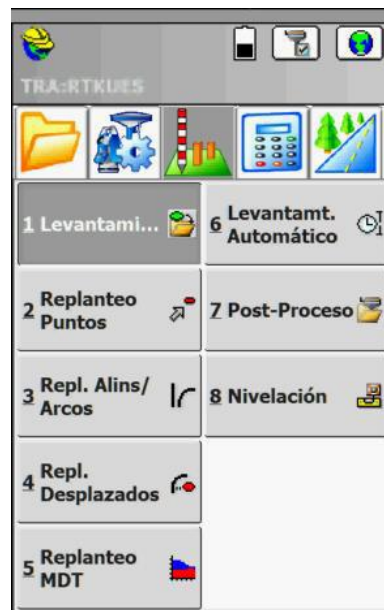 TRA:RTKUES
1 Levantami...
2 Replanteo
Puntos
3 Repl. Alins/
Arcos
4 Repl.
Desplazados
5 Replanteo
MDT
6 Levantamt.
Automático
7 Post-Proceso
8 Nivelación